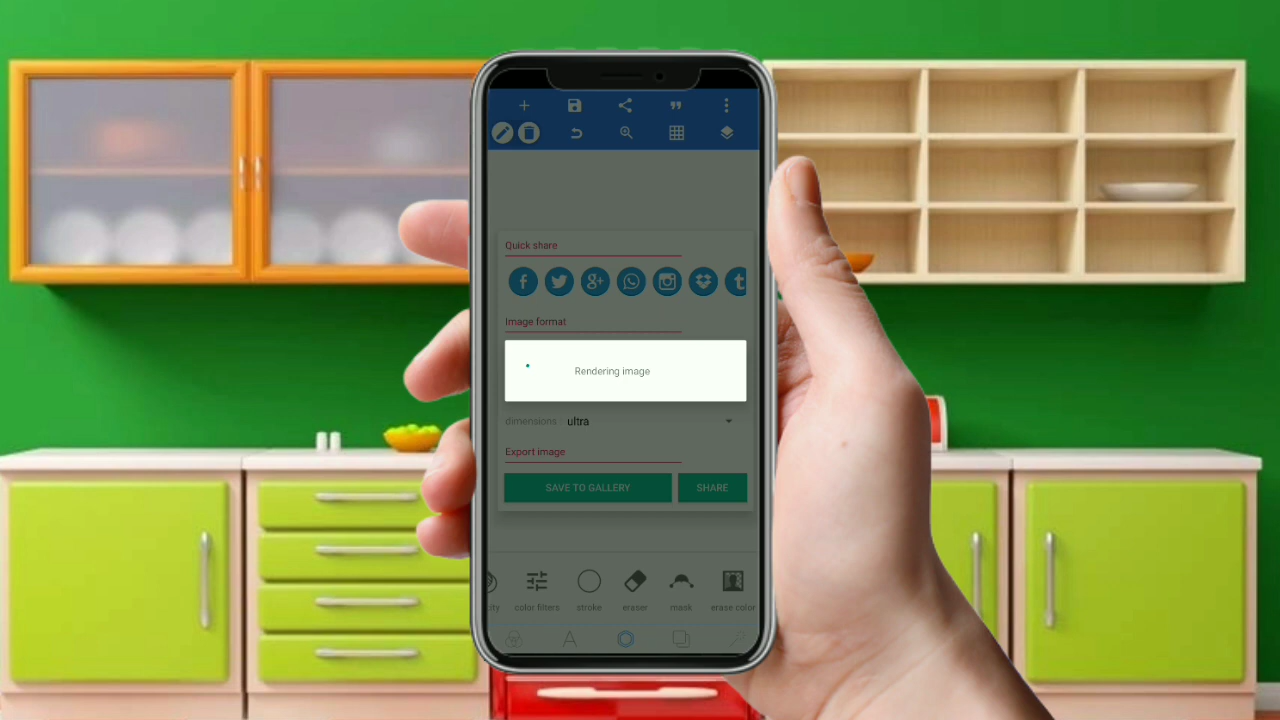 Quick share
Image format
Rendering image
dimensions : ultra
Export image
SAVE TO GALLERY SHARE
ity color filters stroke eraser mask erase color